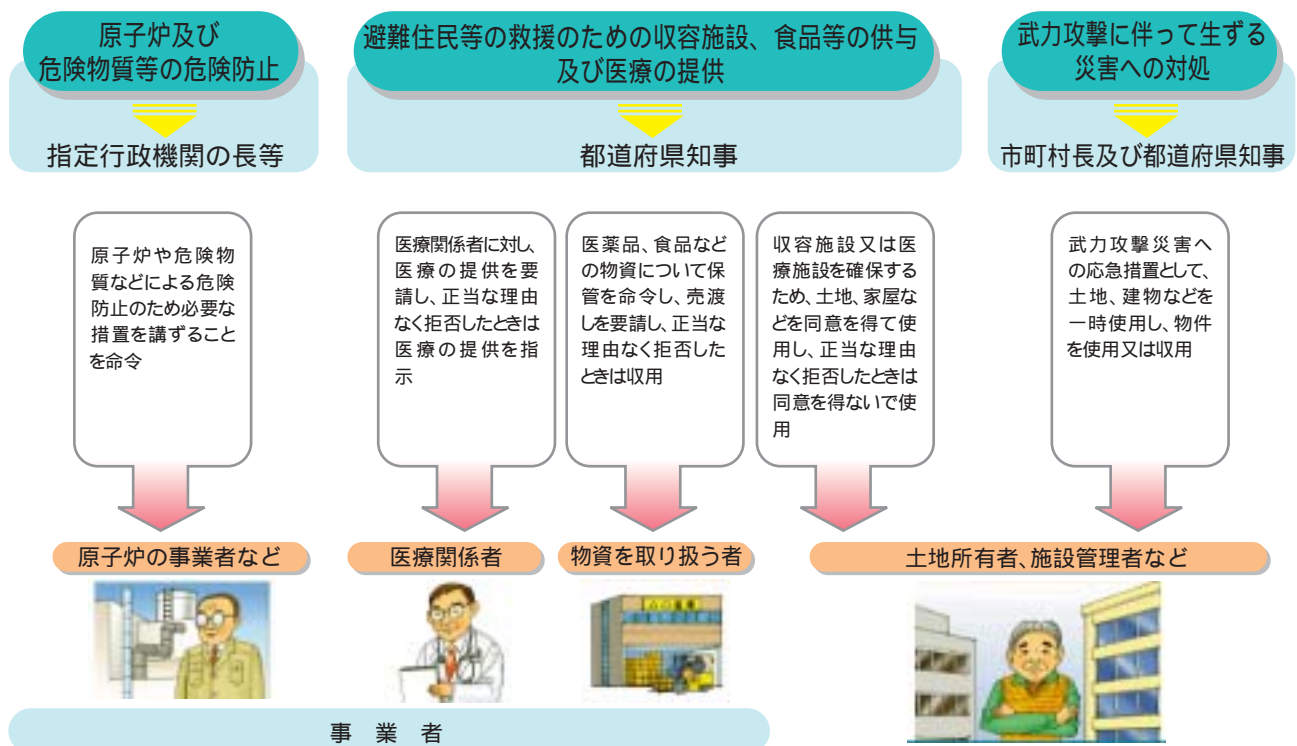 原子炉及び
危険物質等の危険防止
指定行政機関の長等
避難住民等の救援のための収容施設、食品等の供与
及び医療の提供
都道府県知事
武力攻撃に伴って生ずる
災害への対処
市町村長及び都道府県知事
原子炉や危険物
質などによる危険
防止のため必要な
措置を講ずること
を命令
医療関係者に対し、
医療の提供を要
請し、正当な理由
なく拒否したときは
医療の提供を指
示
医薬品、食品など
の物資について保
管を命令し、売渡
しを要請し、正当な
理由なく拒否した
ときは収用
収容施設又は医
療施設を確保する
ため、土地、家屋な
どを同意を得て使
用し、正当な理由
なく拒否したときは
同意を得ないで使
用
武力攻撃災害へ
の応急措置として、
土地、建物などを
一時使用し、物件
を使用又は収用
原子炉の事業者など
医療関係者
物資を取り扱う者
土地所有者、施設管理者など
事業者